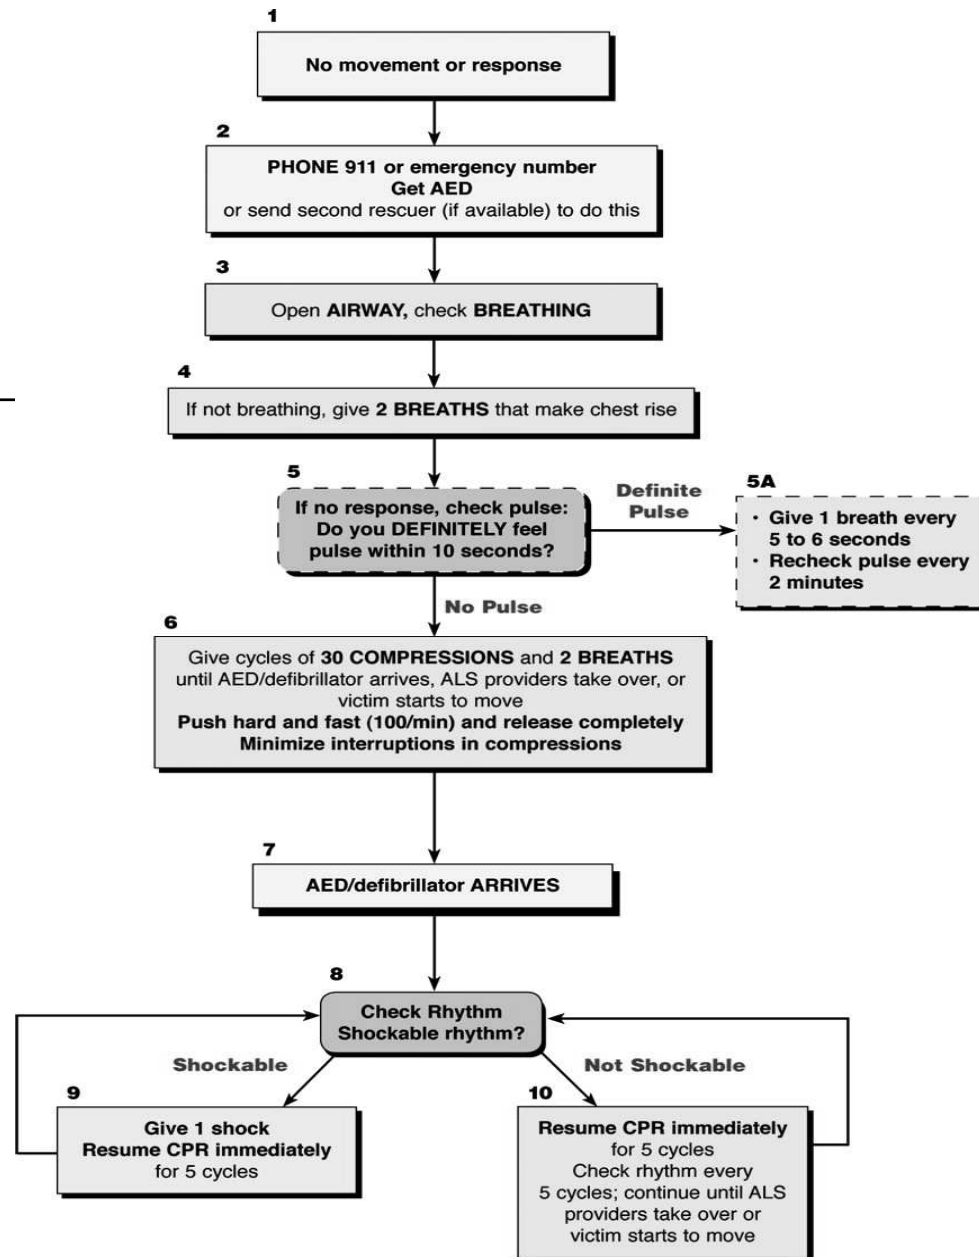 1
No movement or response
2
PHONE 911 or emergency number
Get AED
or send second rescuer (if available) to do this
3
Open AIRWAY, check BREATHING
4
If not breathing, give 2 BREATHS that make chest rise
5
If no response, check pulse:
Do you DEFINITELY feel
pulse within 10 seconds?
Definite
Pulse
5A
· Give 1 breath every
5 to 6 seconds
· Recheck pulse every
2 minutes
No Pulse
6
Give cycles of 30 COMPRESSIONS and 2 BREATHS
until AED/defibrillator arrives, ALS providers take over, or
victim starts to move
Push hard and fast (100/min) and release completely
Minimize interruptions in compressions
7
AED/defibrillator ARRIVES
8
Check Rhythm
Shockable rhythm?
Shockable
Not Shockable
9
Give 1 shock
Resume CPR immediately
for 5 cycles
10
Resume CPR immediately
for 5 cycles
Check rhythm every
5 cycles; continue until ALS
providers take over or
victim starts to move